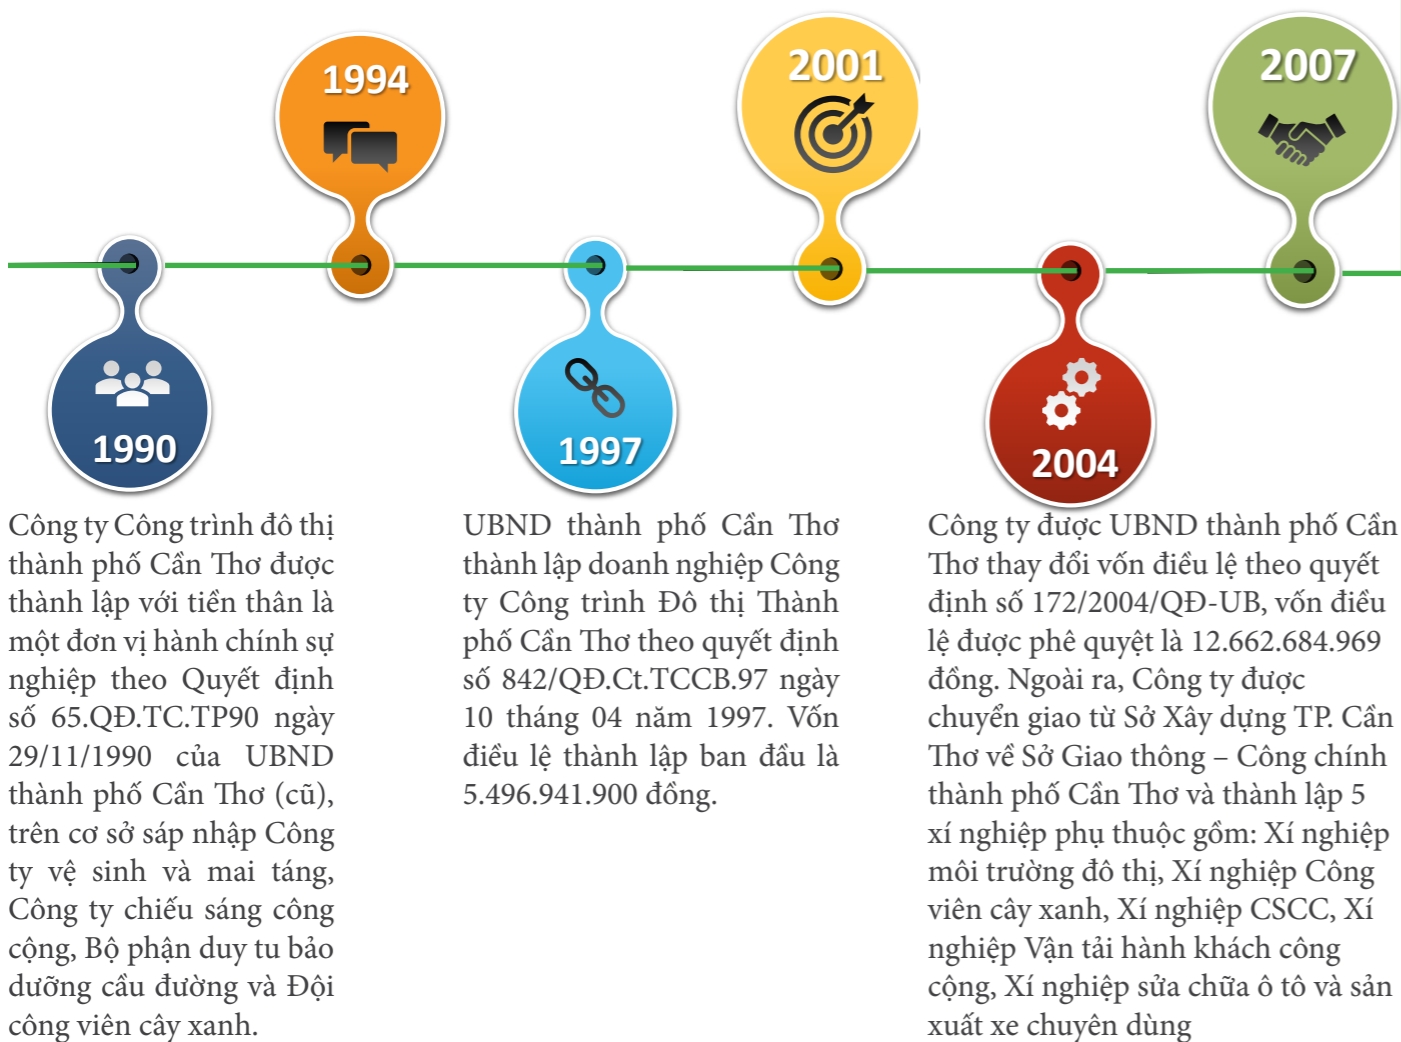 1994
2001
2007
1990
1997
2004
Công ty Công trình đô thị
thành phố Cần Thơ được
thành lập với tiền thân là
một đơn vị hành chính sự
nghiệp theo Quyết định
số 65.QĐ.TC.TP90 ngày
29/11/1990 của UBND
thành phố Cần Thơ (cũ),
trên cơ sở sáp nhập Công
ty vệ sinh và mai táng,
Công ty chiếu sáng công
cộng, Bộ phận duy tu bảo
dưỡng cầu đường và Đội
công viên cây xanh.
UBND thành phố Cần Thơ
thành lập doanh nghiệp Công
ty Công trình Đô thị Thành
phố Cần Thơ theo quyết định
số 842/QĐ.Ct.TCCB.97 ngày
10 tháng 04 năm 1997. Vốn
điều lệ thành lập ban đầu là
5.496.941.900 đồng.
Công ty được UBND thành phố Cần
Thơ thay đổi vốn điều lệ theo quyết
định số 172/2004/QĐ-UB, vốn điều
lệ được phê quyệt là 12.662.684.969
đồng. Ngoài ra, Công ty được
chuyển giao từ Sở Xây dựng TP. Cần
Thơ về Sở Giao thông – Công chính
thành phố Cần Thơ và thành lập 5
xí nghiệp phụ thuộc gồm: Xí nghiệp
môi trường đô thị, Xí nghiệp Công
viên cây xanh, Xí nghiệp CSCC, Xí
nghiệp Vận tải hành khách công
cộng, Xí nghiệp sửa chữa ô tô và sản
xuất xe chuyên dùng